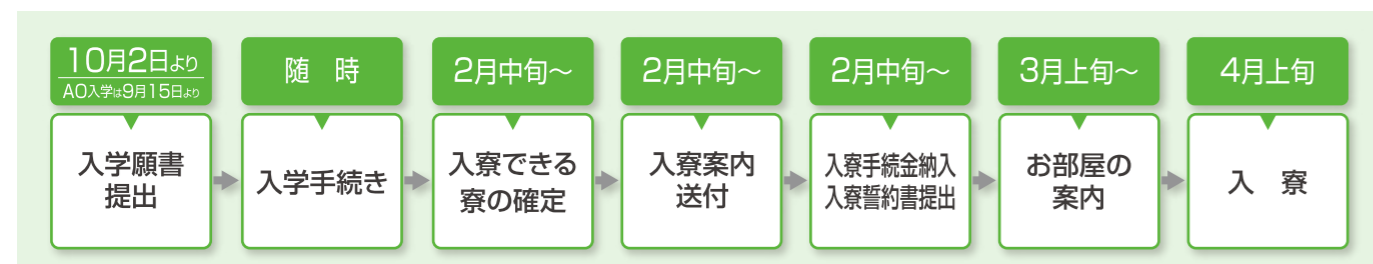 10月2日より
AO入学は9月15日より
随 時
2月中旬～
2月中旬～
2月中旬～
3月上旬～
4月上旬
入学願書
提出
入学手続き
入寮できる
寮の確定
入寮案内
送付
入寮手続金納入
入寮誓約書提出
お部屋の
案内
入 寮